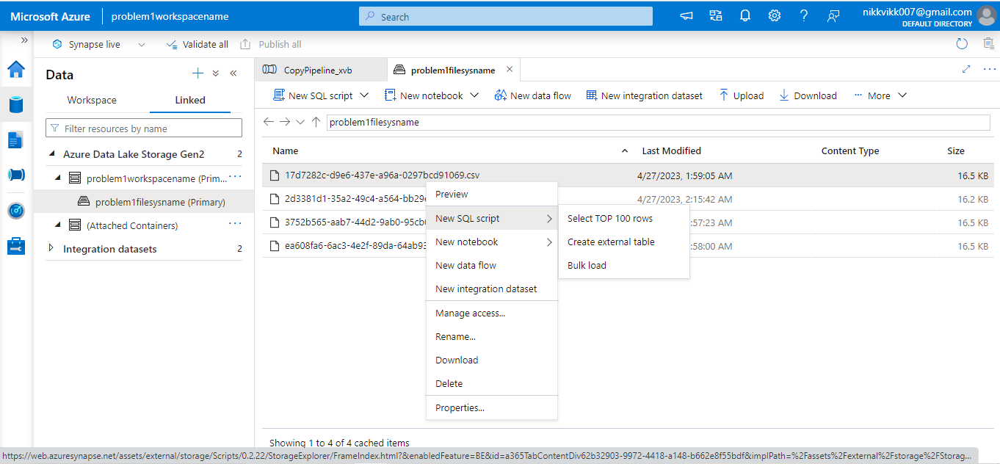 Microsoft Azure
problem1workspacename
Search
nikkvikk007@gmail.com
DEFAULT DIRECTORY
Synapse live
Validate all
Publish all
Data
Workspace
Linked
Filter resources by name
Azure Data Lake Storage Gen2 2
problem1workspacename (Prim...
problem1filesysname (Primary)
(Attached Containers)
Integration datasets 2
CopyPipeline_xvb
problem1filesysname
New SQL script
New notebook
New data flow
New integration dataset
Upload
Download
More
problem1filesysname
Name Last Modified Content Type Size
17d7282c-d9e6-437e-a96a-0297bcd91069.csv 4/27/2023, 1:59:05 AM 16.5 KB
2d3381d1-35a2-49c4-a564-bb29 4/27/2023, 2:15:42 AM 16.2 KB
3752b565-aab7-44d2-9ab0-95cb :57:23 AM 16.5 KB
ea608fa6-6ac3-4e2f-89da-64ab93 :58:00 AM 16.5 KB
Preview
New SQL script
New notebook
New data flow
New integration dataset
Manage access...
Rename...
Download
Delete
Properties...
Select TOP 100 rows
Create external table
Bulk load
Showing 1 to 4 of 4 cached items
https://web.azuresynapse.net/assets/external/storage/Scripts/0.2.22/StorageExplorer/FrameIndex.html?&enabledFeature=BE&id=a365TabContentDiv62b32903-9972-4418-a148-b662e8f55bdf&implPath=%2Fassets%2Fexternal%2Fstorage%2FStorag...